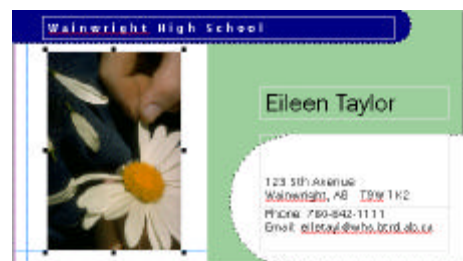 Wainwright High School
Eileen Taylor
123 5th Avenue
Wainwright, AB T9W 1K2
Phone: 780-842-1111
Email: eiletayl@whs.btrd.ab.ca